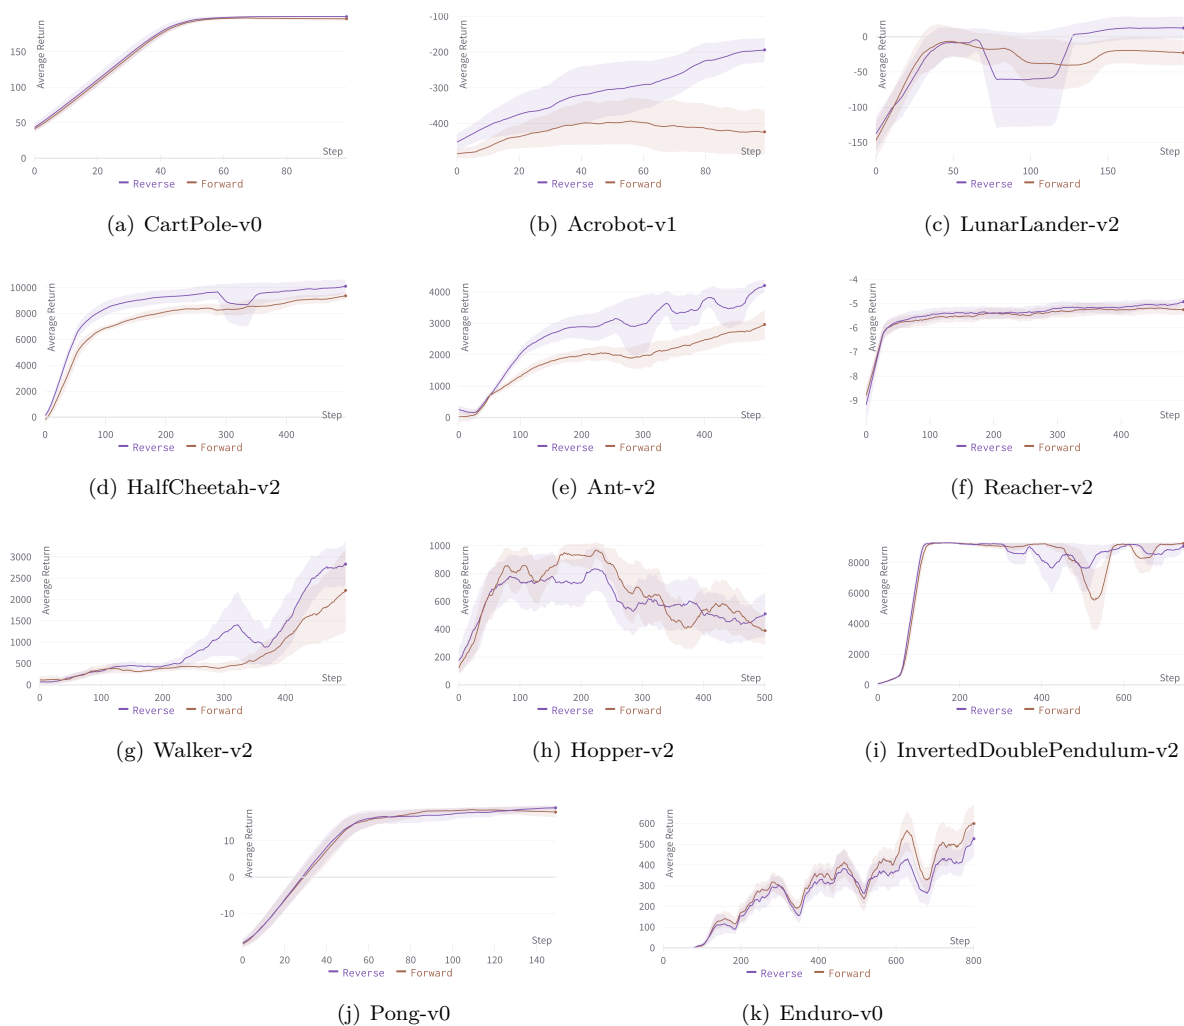 Average Return
150
100
50
0
0 20 40 60 80
Step
Reverse Forward
(a) CartPole-v0
Average Return
-100
-200
-300
-400
0 20 40 60 80
Step
Reverse Forward
(b) Acrobot-v1
Average Return
0
-50
-100
-150
0 50 100 150
Step
Reverse Forward
(c) LunarLander-v2
Average Return
10000
8000
6000
4000
2000
0
0 100 200 300 400
Step
Reverse Forward
(d) HalfCheetah-v2
Average Return
4000
3000
2000
1000
0
0 100 200 300 400
Step
Reverse Forward
(e) Ant-v2
Average Return
-4
-5
-6
-7
-8
-9
0 100 200 300 400
Step
Reverse Forward
(f) Reacher-v2
Average Return
3000
2500
2000
1500
1000
500
0
0 100 200 300 400
Step
Reverse Forward
(g) Walker-v2
Average Return
1000
800
600
400
200
0
0 100 200 300 400 500
Step
Reverse Forward
(h) Hopper-v2
Average Return
8000
6000
4000
2000
0
0 200 400 600
Step
Reverse Forward
(i) InvertedDoublePendulum-v2
Average Return
10
0
-10
0 20 40 60 80 100 120 140
Step
Reverse Forward
(j) Pong-v0
Average Return
600
500
400
300
200
100
0
0 200 400 600 800
Step
Reverse Forward
(k) Enduro-v0